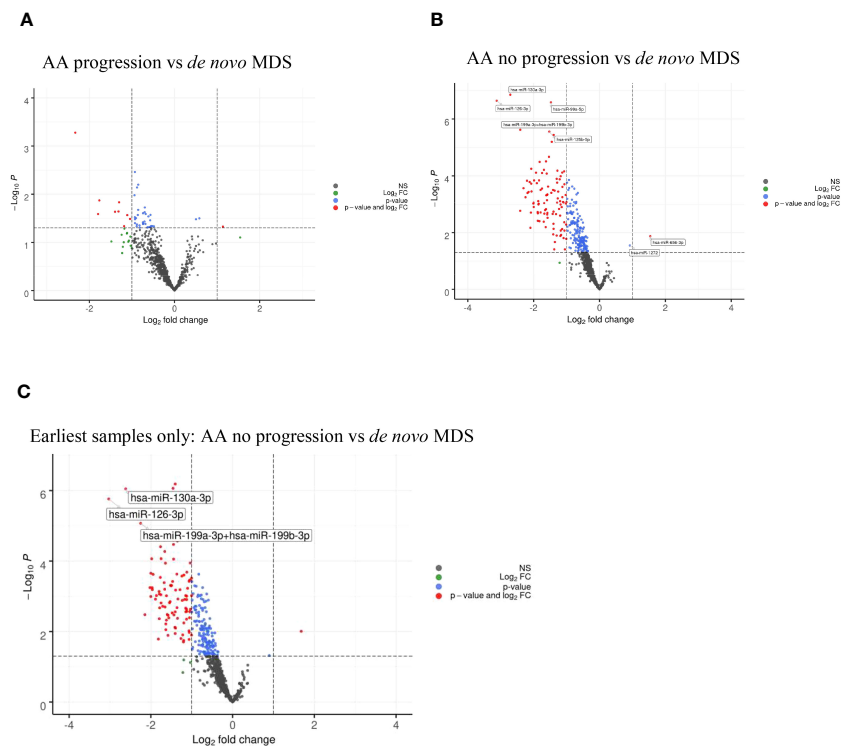 A
AA progression vs de novo MDS
4
3
2
1
0
-2
0
2
−Log10 P
Log2 fold change
NS
Log2 FC
p-value
p − value and log2 FC
B
AA no progression vs de novo MDS
hsa-miR-130a-3p
hsa-miR-126-3p
hsa-miR-99a-5p
hsa-miR-199a-3p+hsa-miR-199b-3p
6
4
2
0
-4
-2
0
2
4
−Log10 P
Log2 fold change
hsa-miR-1272
NS
Log2 FC
p-value
p − value and log2 FC
C
Earliest samples only: AA no progression vs de novo MDS
hsa-miR-130a-3p
hsa-miR-126-3p
hsa-miR-199a-3p+hsa-miR-199b-3p
6
4
2
0
-4
-2
0
2
4
−Log10 P
Log2 fold change
NS
Log2 FC
p-value
p − value and log2 FC